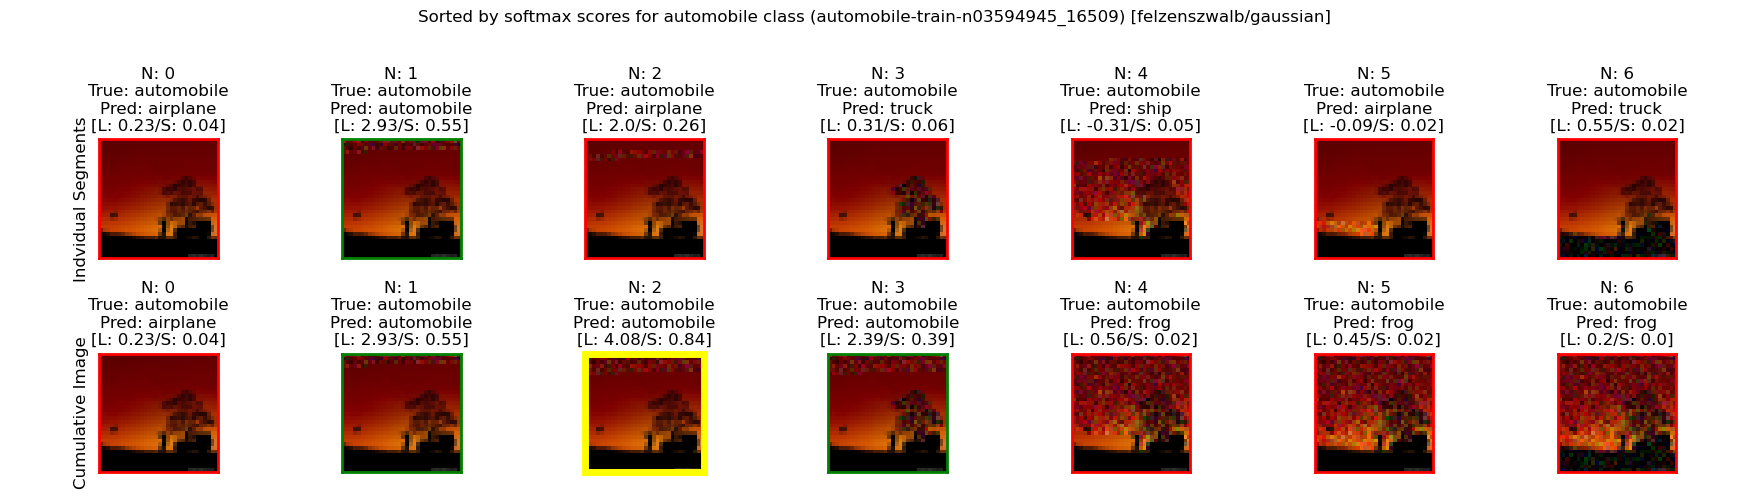 Sorted by softmax scores for automobile class (automobile-train-n03594945_16509) [felzenszwalb/gaussian]
Indvidual Segments
N: 0
True: automobile
Pred: airplane
[L: 0.23/S: 0.04]
N: 1
True: automobile
Pred: automobile
[L: 2.93/S: 0.55]
N: 2
True: automobile
Pred: airplane
[L: 2.0/S: 0.26]
N: 3
True: automobile
Pred: truck
[L: 0.31/S: 0.06]
N: 4
True: automobile
Pred: ship
[L: -0.31/S: 0.05]
N: 5
True: automobile
Pred: airplane
[L: -0.09/S: 0.02]
N: 6
True: automobile
Pred: truck
[L: 0.55/S: 0.02]
Cumulative Image
N: 0
True: automobile
Pred: airplane
[L: 0.23/S: 0.04]
N: 1
True: automobile
Pred: automobile
[L: 2.93/S: 0.55]
N: 2
True: automobile
Pred: automobile
[L: 4.08/S: 0.84]
N: 3
True: automobile
Pred: automobile
[L: 2.39/S: 0.39]
N: 4
True: automobile
Pred: frog
[L: 0.56/S: 0.02]
N: 5
True: automobile
Pred: frog
[L: 0.45/S: 0.02]
N: 6
True: automobile
Pred: frog
[L: 0.2/S: 0.0]